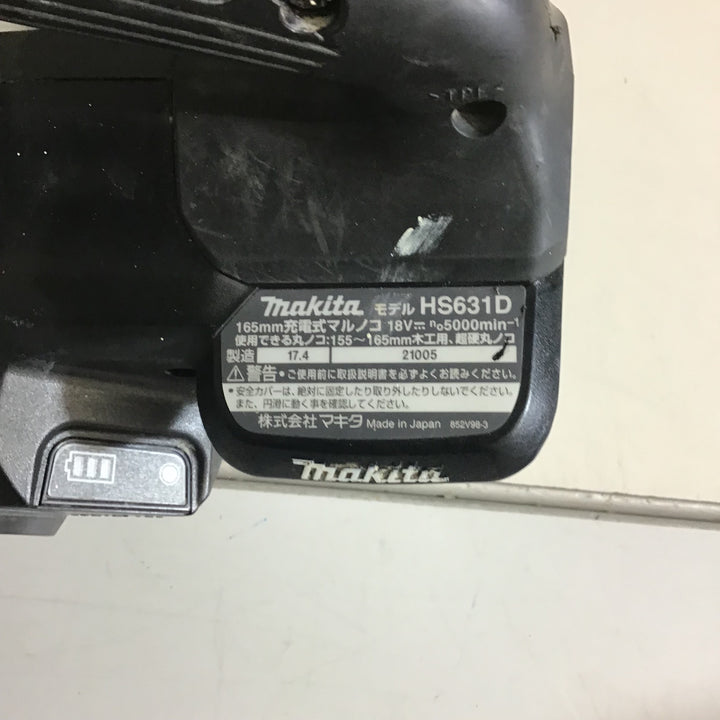 makita モデル HS631D
165mm充電式マルノコ 18V⎓ n₀5000min⁻¹
使用できる丸ノコ:155~165mm木工用、超硬丸ノコ
製造 17.4 21005
⚠警告 •ご使用前に取扱説明書を必ずよくお読みください。
•安全カバーは、絶対に固定したり取り外したりしないでください。
また、円滑に動く事を確認してください。
株式会社マキタ Made in Japan 852V98-3
makita